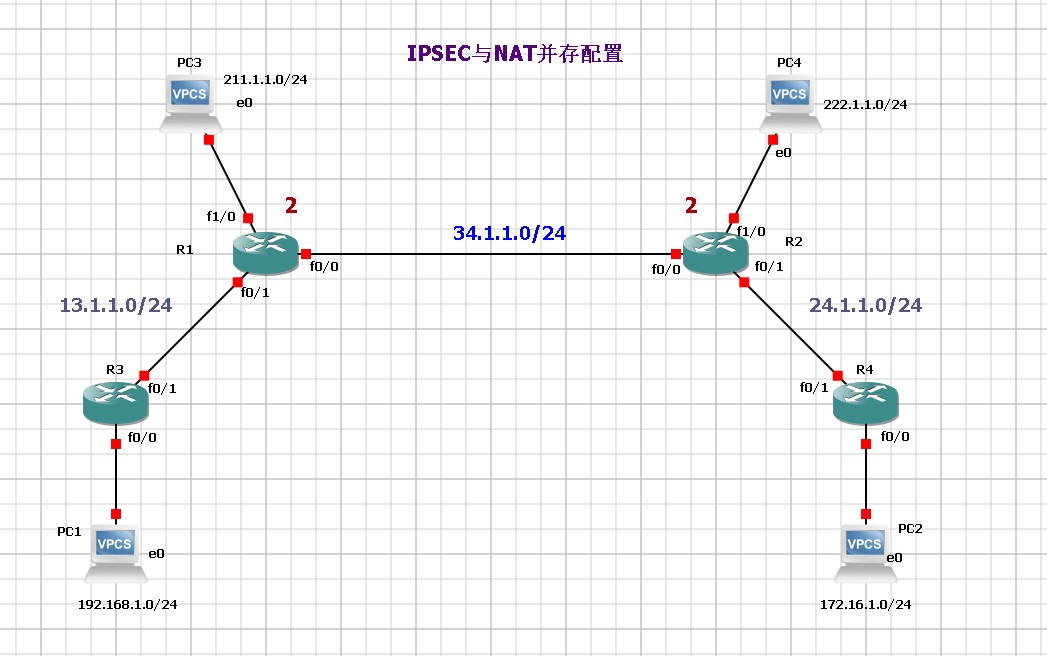 IPSEC与NAT并存配置
PC3
211.1.1.0/24
VPCS
e0
PC4
VPCS
222.1.1.0/24
e0
f1/0
2
R1
f0/0
f0/1
34.1.1.0/24
2
f1/0
R2
f0/0
f0/1
13.1.1.0/24
24.1.1.0/24
R3
f0/1
f0/0
R4
f0/1
f0/0
PC1
VPCS
e0
192.168.1.0/24
PC2
VPCS
e0
172.16.1.0/24